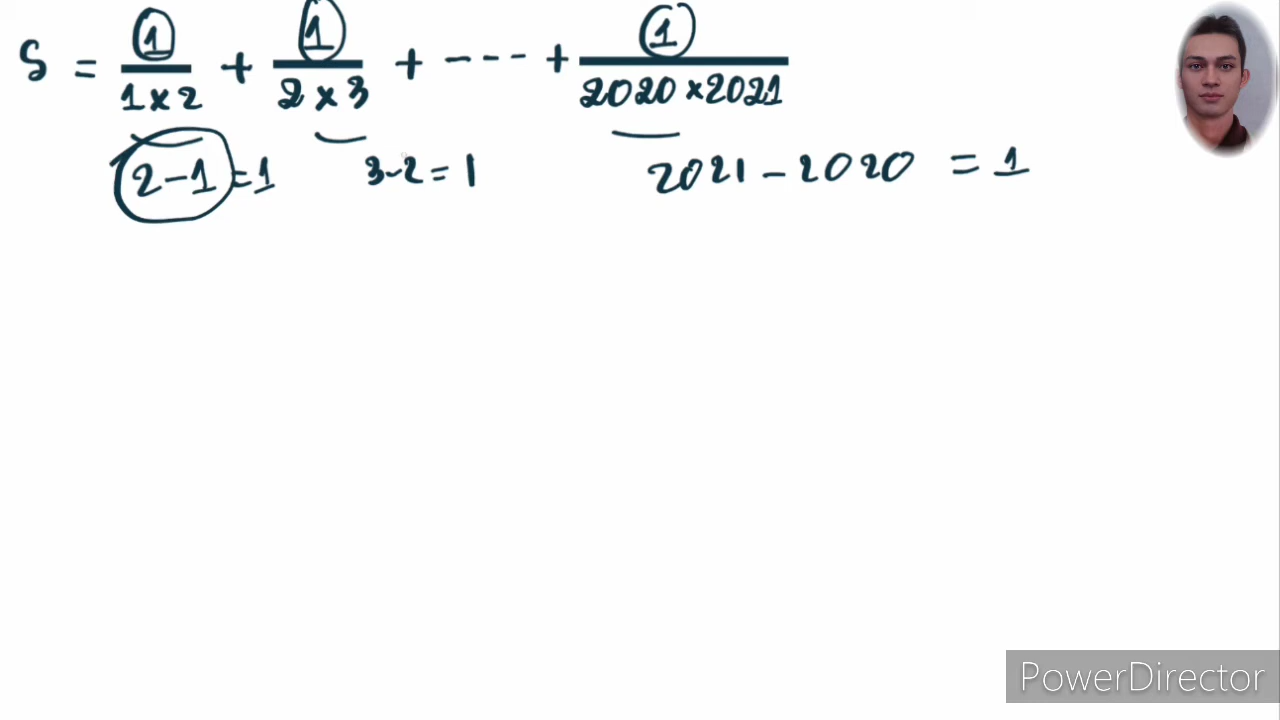 S = 1/1×2 + 1/2×3 + ---- + 1/2020×2021
2-1=1 3-2=1 2021-2020=1
PowerDirector